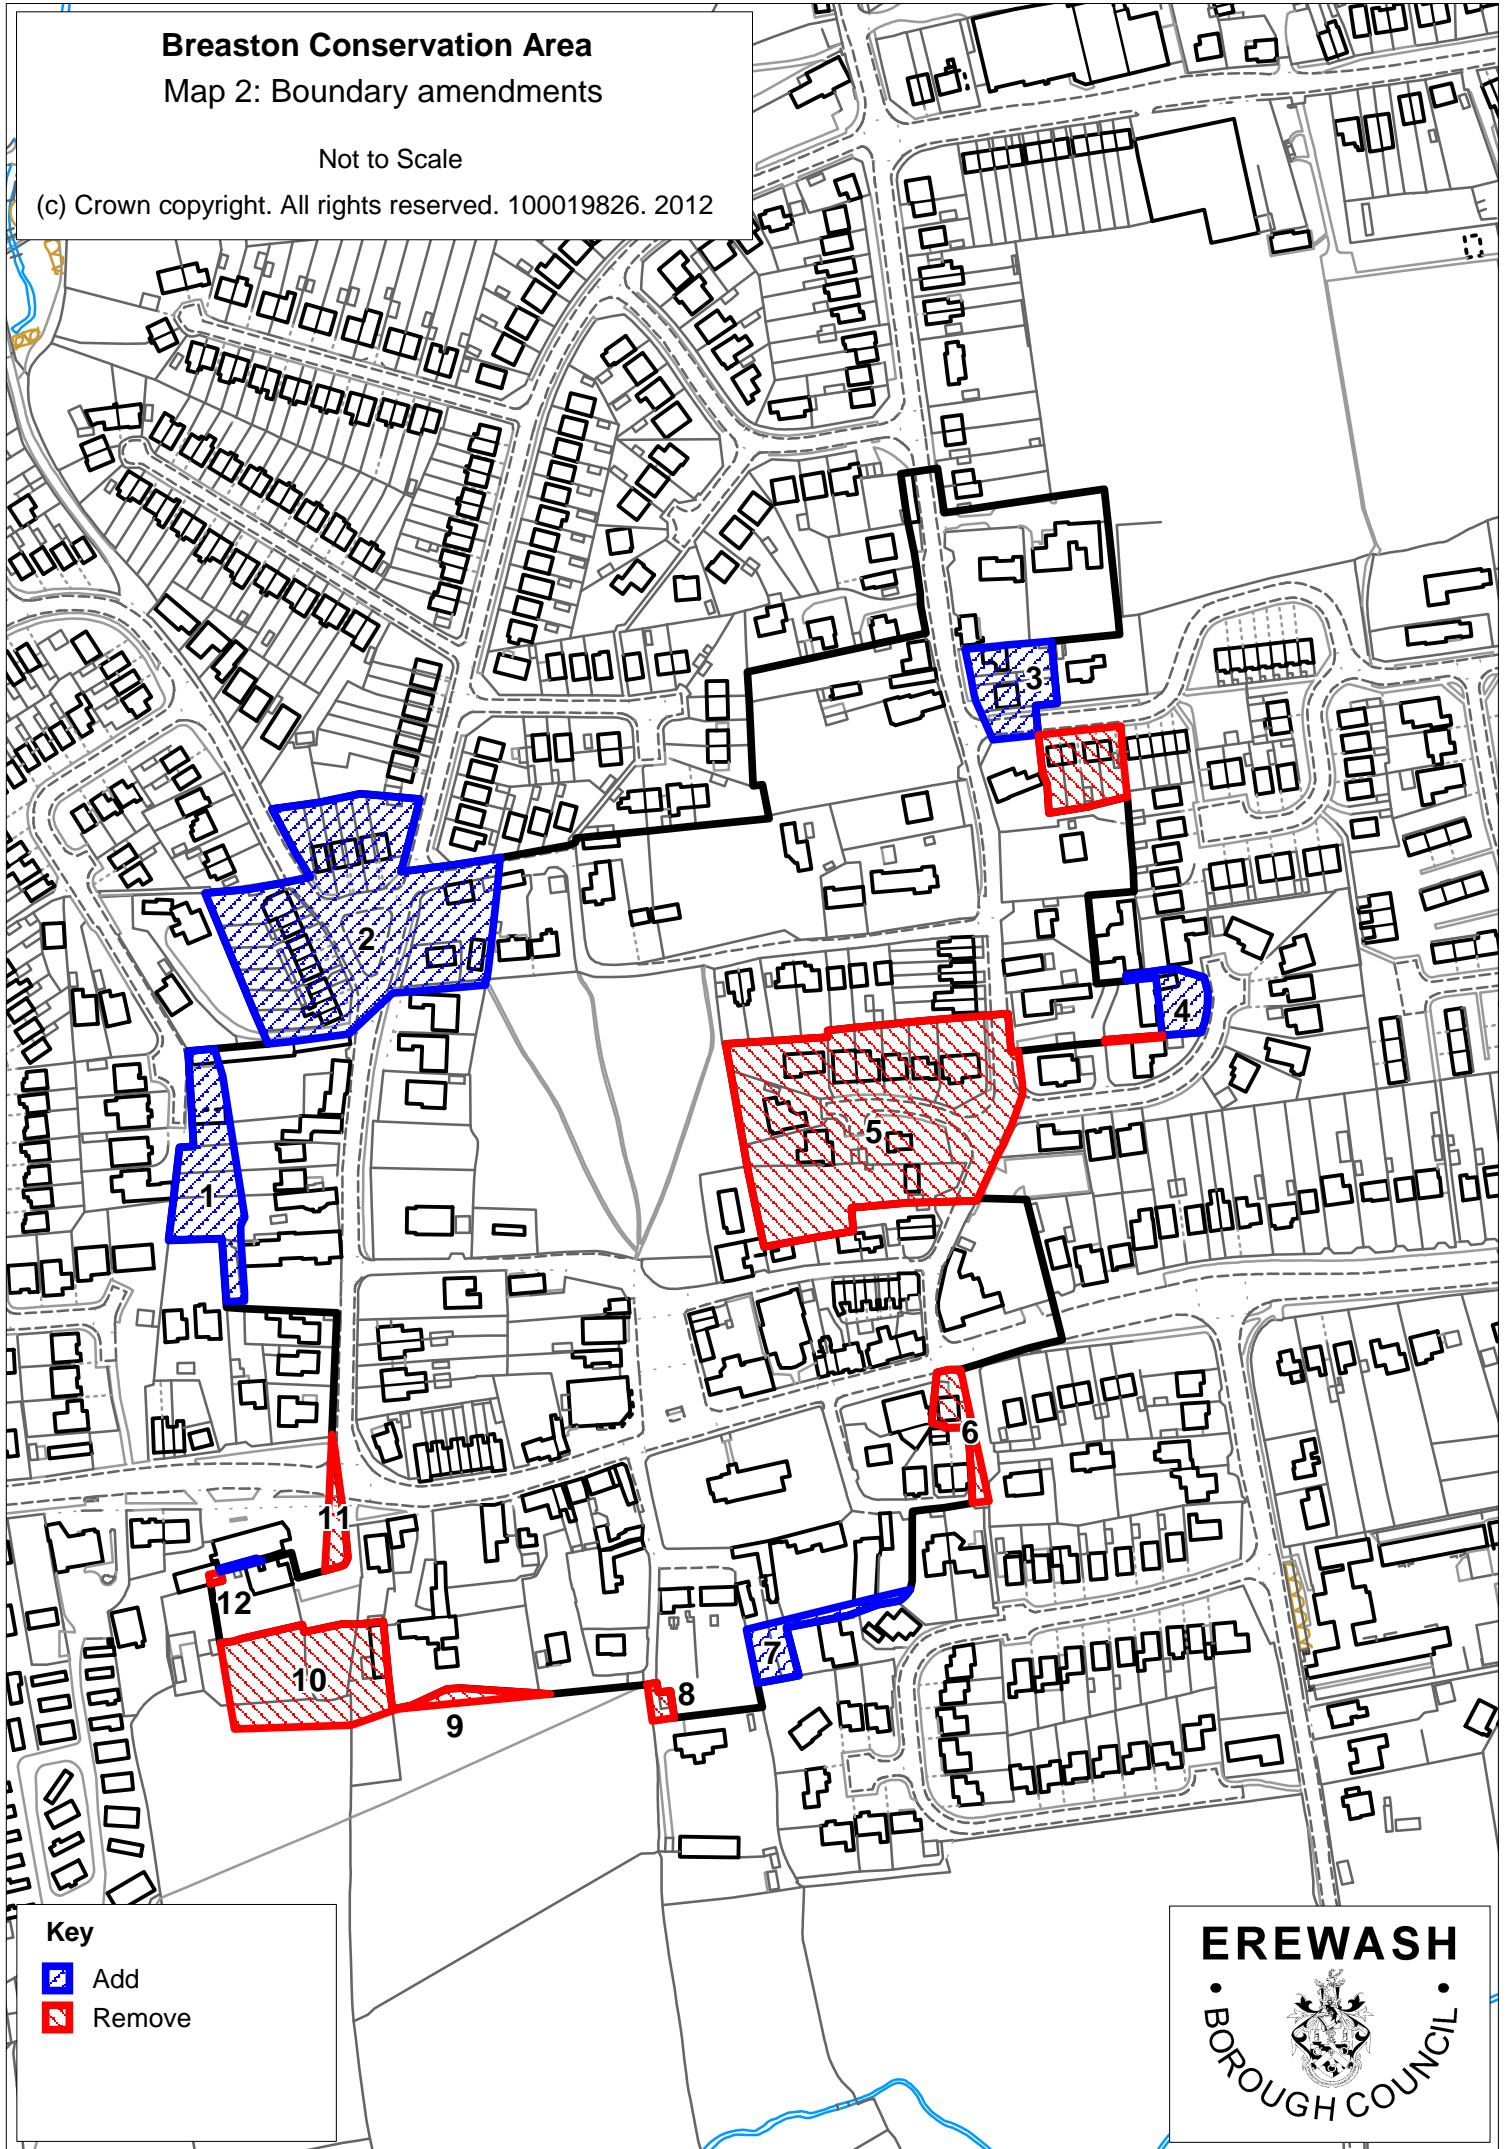 Breaston Conservation Area
Map 2: Boundary amendments
Not to Scale
(c) Crown copyright. All rights reserved. 100019826. 2012
3
2
4
1
5
6
11
12
7
10
8
9
Key
Add
Remove
EREWASH
• BOROUGH COUNCIL •